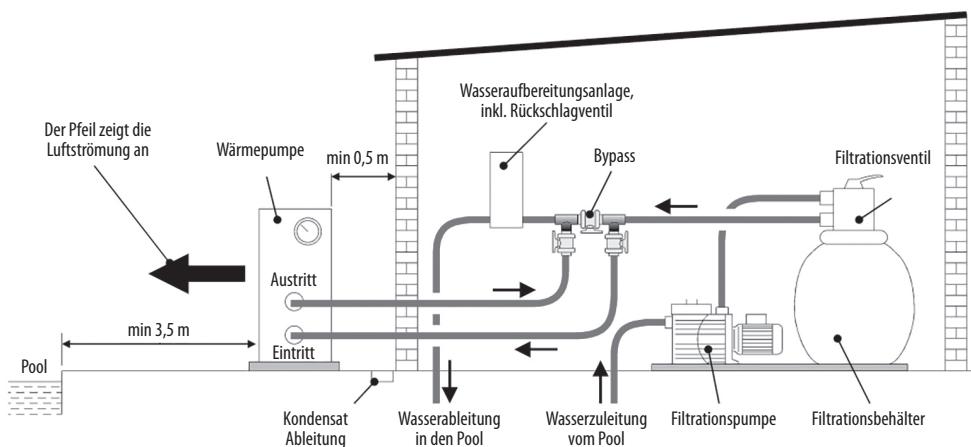 Wasseraufbereitungsanlage,
inkl. Rückschlagventil
Der Pfeil zeigt die
Luftströmung an
Wärmepumpe
min 0,5 m
Bypass
Filtrationsventil
Austritt
min 3,5 m
Eintritt
Pool
Kondensat
Ableitung
Wasserableitung
in den Pool
Wasserzuleitung
vom Pool
Filtrationspumpe
Filtrationsbehälter